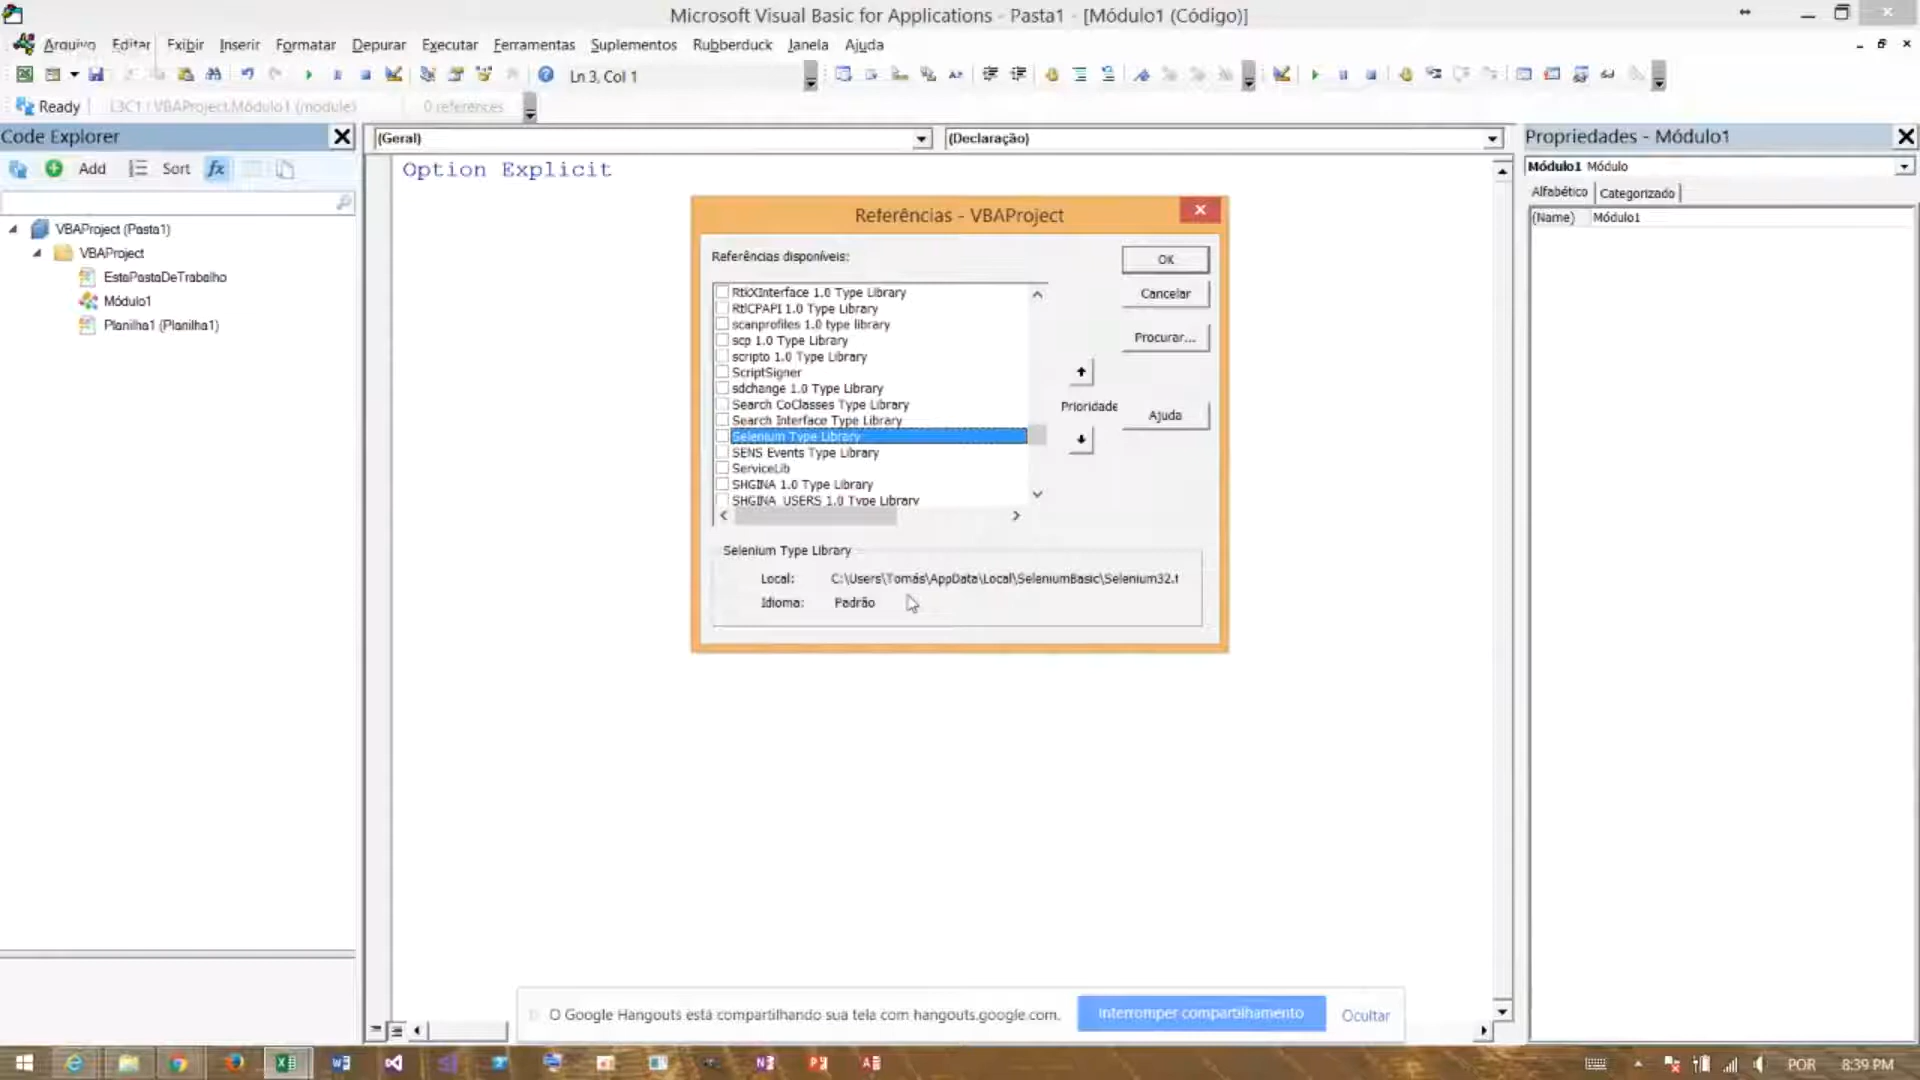 Microsoft Visual Basic for Applications - Pasta1 - [Módulo1 (Código)]
Arquivo Editar Exibir Inserir Formatar Depurar Executar Ferramentas Suplementos Rubberduck Janela Ajuda
Ln 3, Col 1
Ready L3C1 | VBAProject.Módulo1 (module) 0 references
Code Explorer
Add Sort fx
VBAProject (Pasta1)
VBAProject
EstaPastaDeTrabalho
Módulo1
Planilha1 (Planilha1)
(Geral) (Declaração)
Option Explicit
Referências - VBAProject
Referências disponíveis:
RtkXInterface 1.0 Type Library
RtlCPAPI 1.0 Type Library
scanprofiles 1.0 type library
scp 1.0 Type Library
scripto 1.0 Type Library
ScriptSigner
sdchange 1.0 Type Library
Search CoClasses Type Library
Search Interface Type Library
Selenium Type Library
SENS Events Type Library
ServiceLib
SHGINA 1.0 Type Library
SHGINA_USERS 1.0 Type Library
OK
Cancelar
Procurar...
Prioridade
Ajuda
Selenium Type Library
Local: C:\Users\Tomás\AppData\Local\SeleniumBasic\Selenium32.t
Idioma: Padrão
Propriedades - Módulo1
Módulo1 Módulo
Alfabético Categorizado
(Name) Módulo1
O Google Hangouts está compartilhando sua tela com hangouts.google.com.
Interromper compartilhamento
Ocultar
POR 8:39 PM